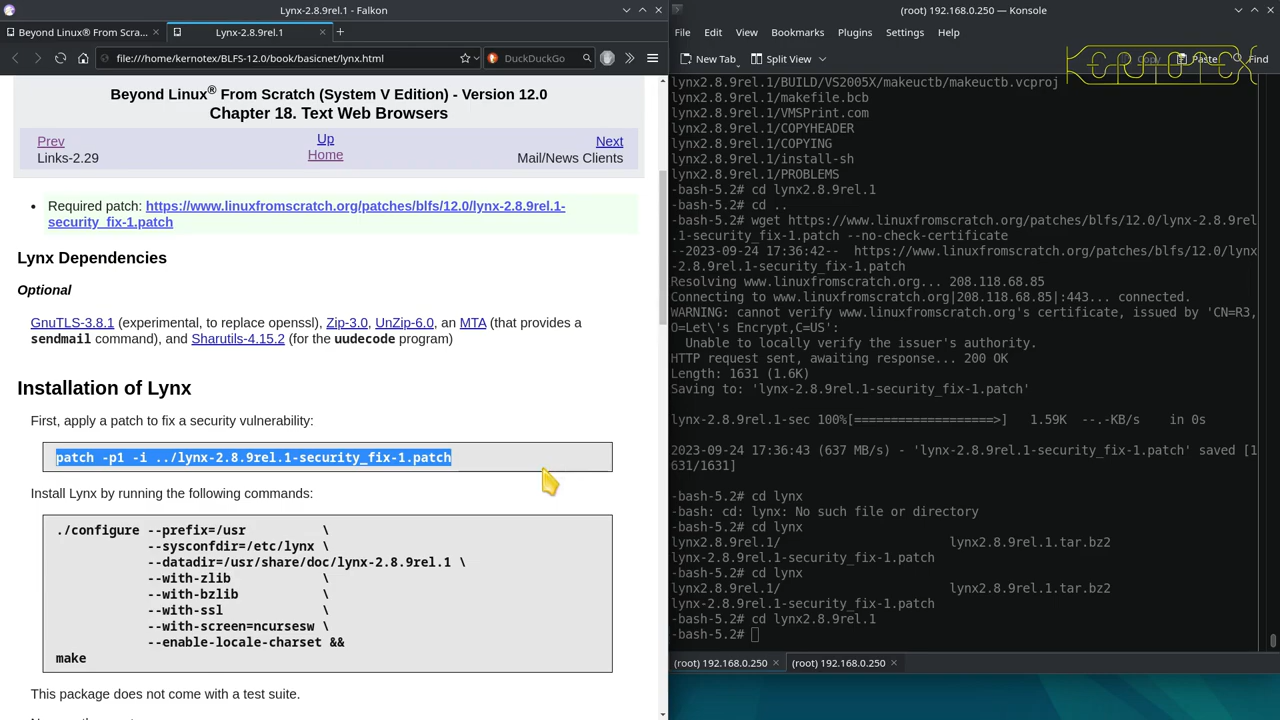 Lynx-2.8.9rel.1 - Falkon
Beyond Linux® From Scra...
Lynx-2.8.9rel.1
file:///home/kernotex/BLFS-12.0/book/basicnet/lynx.html
DuckDuckGo
Beyond Linux® From Scratch (System V Edition) - Version 12.0
Chapter 18. Text Web Browsers
Prev
Up
Next
Links-2.29
Home
Mail/News Clients
• Required patch: https://www.linuxfromscratch.org/patches/blfs/12.0/lynx-2.8.9rel.1-
security_fix-1.patch
Lynx Dependencies
Optional
GnuTLS-3.8.1 (experimental, to replace openssl), Zip-3.0, UnZip-6.0, an MTA (that provides a
sendmail command), and Sharutils-4.15.2 (for the uudecode program)
Installation of Lynx
First, apply a patch to fix a security vulnerability:
patch -p1 -i ../lynx-2.8.9rel.1-security_fix-1.patch
Install Lynx by running the following commands:
./configure --prefix=/usr \
--sysconfdir=/etc/lynx \
--datadir=/usr/share/doc/lynx-2.8.9rel.1 \
--with-zlib \
--with-bzlib \
--with-ssl \
--with-screen=ncursesw \
--enable-locale-charset &&
make
This package does not come with a test suite.
(root) 192.168.0.250 — Konsole
File Edit View Bookmarks Plugins Settings Help
New Tab Split View Copy Paste Find
KERNOTEX
lynx2.8.9rel.1/BUILD/VS2005X/makeuctb/makeuctb.vcproj
lynx2.8.9rel.1/makefile.bcb
lynx2.8.9rel.1/VMSPrint.com
lynx2.8.9rel.1/COPYHEADER
lynx2.8.9rel.1/COPYING
lynx2.8.9rel.1/install-sh
lynx2.8.9rel.1/PROBLEMS
-bash-5.2# cd lynx2.8.9rel.1
-bash-5.2# cd ..
-bash-5.2# wget https://www.linuxfromscratch.org/patches/blfs/12.0/lynx-2.8.9rel
.1-security_fix-1.patch --no-check-certificate
--2023-09-24 17:36:42-- https://www.linuxfromscratch.org/patches/blfs/12.0/lynx
-2.8.9rel.1-security_fix-1.patch
Resolving www.linuxfromscratch.org... 208.118.68.85
Connecting to www.linuxfromscratch.org|208.118.68.85|:443... connected.
WARNING: cannot verify www.linuxfromscratch.org's certificate, issued by 'CN=R3,
O=Let\'s Encrypt,C=US':
Unable to locally verify the issuer's authority.
HTTP request sent, awaiting response... 200 OK
Length: 1631 (1.6K)
Saving to: 'lynx-2.8.9rel.1-security_fix-1.patch'
lynx-2.8.9rel.1-sec 100%[===================>] 1.59K --.-KB/s in 0s
2023-09-24 17:36:43 (637 MB/s) - 'lynx-2.8.9rel.1-security_fix-1.patch' saved [1
631/1631]
-bash-5.2# cd lynx
-bash: cd: lynx: No such file or directory
-bash-5.2# cd lynx
lynx2.8.9rel.1/ lynx2.8.9rel.1.tar.bz2
lynx-2.8.9rel.1-security_fix-1.patch
-bash-5.2# cd lynx
lynx2.8.9rel.1/ lynx2.8.9rel.1.tar.bz2
lynx-2.8.9rel.1-security_fix-1.patch
-bash-5.2# cd lynx2.8.9rel.1
-bash-5.2#
(root) 192.168.0.250
(root) 192.168.0.250